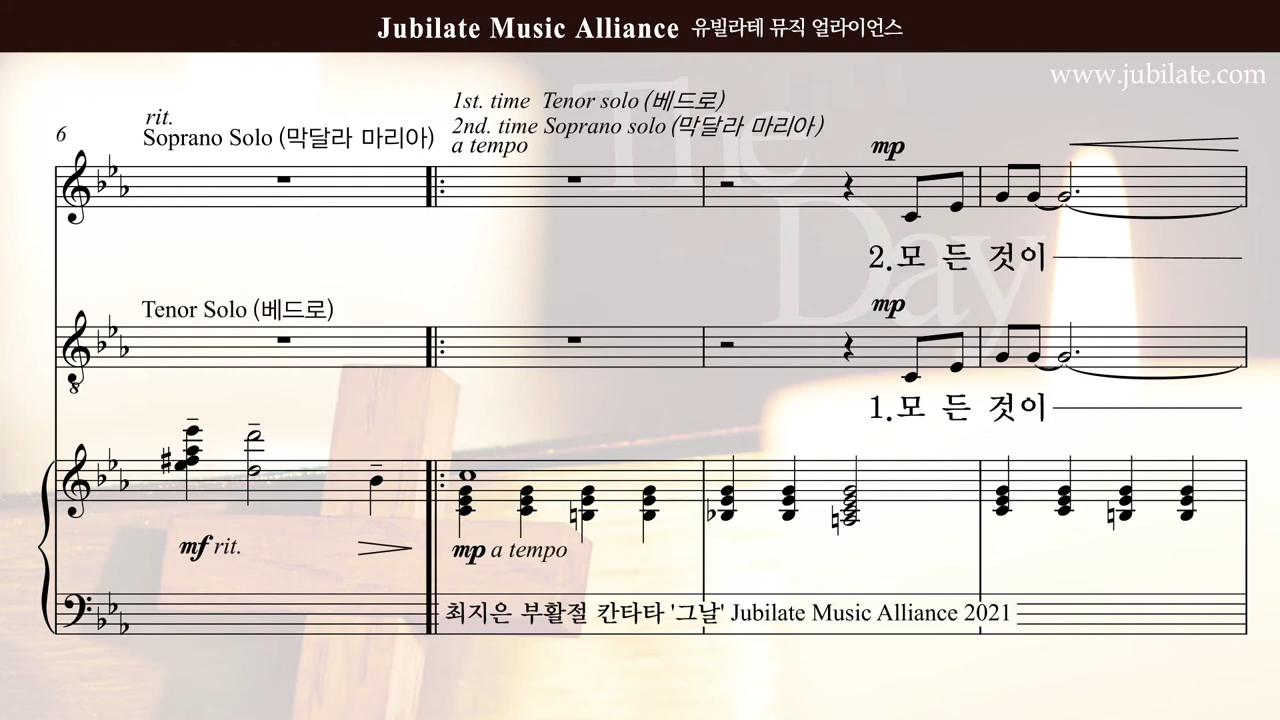 Jubilate Music Alliance 유빌라테 뮤직 얼라이언스
www.jubilate.com
The Day
1st. time Tenor solo (베드로)
2nd. time Soprano solo (막달라 마리아)
a tempo
rit.
6
Soprano Solo (막달라 마리아)
mp
2.모 든 것이
Tenor Solo (베드로)
mp
8
1.모 든 것이
mf rit.
mp a tempo
최지은 부활절 칸타타 '그날' Jubilate Music Alliance 2021